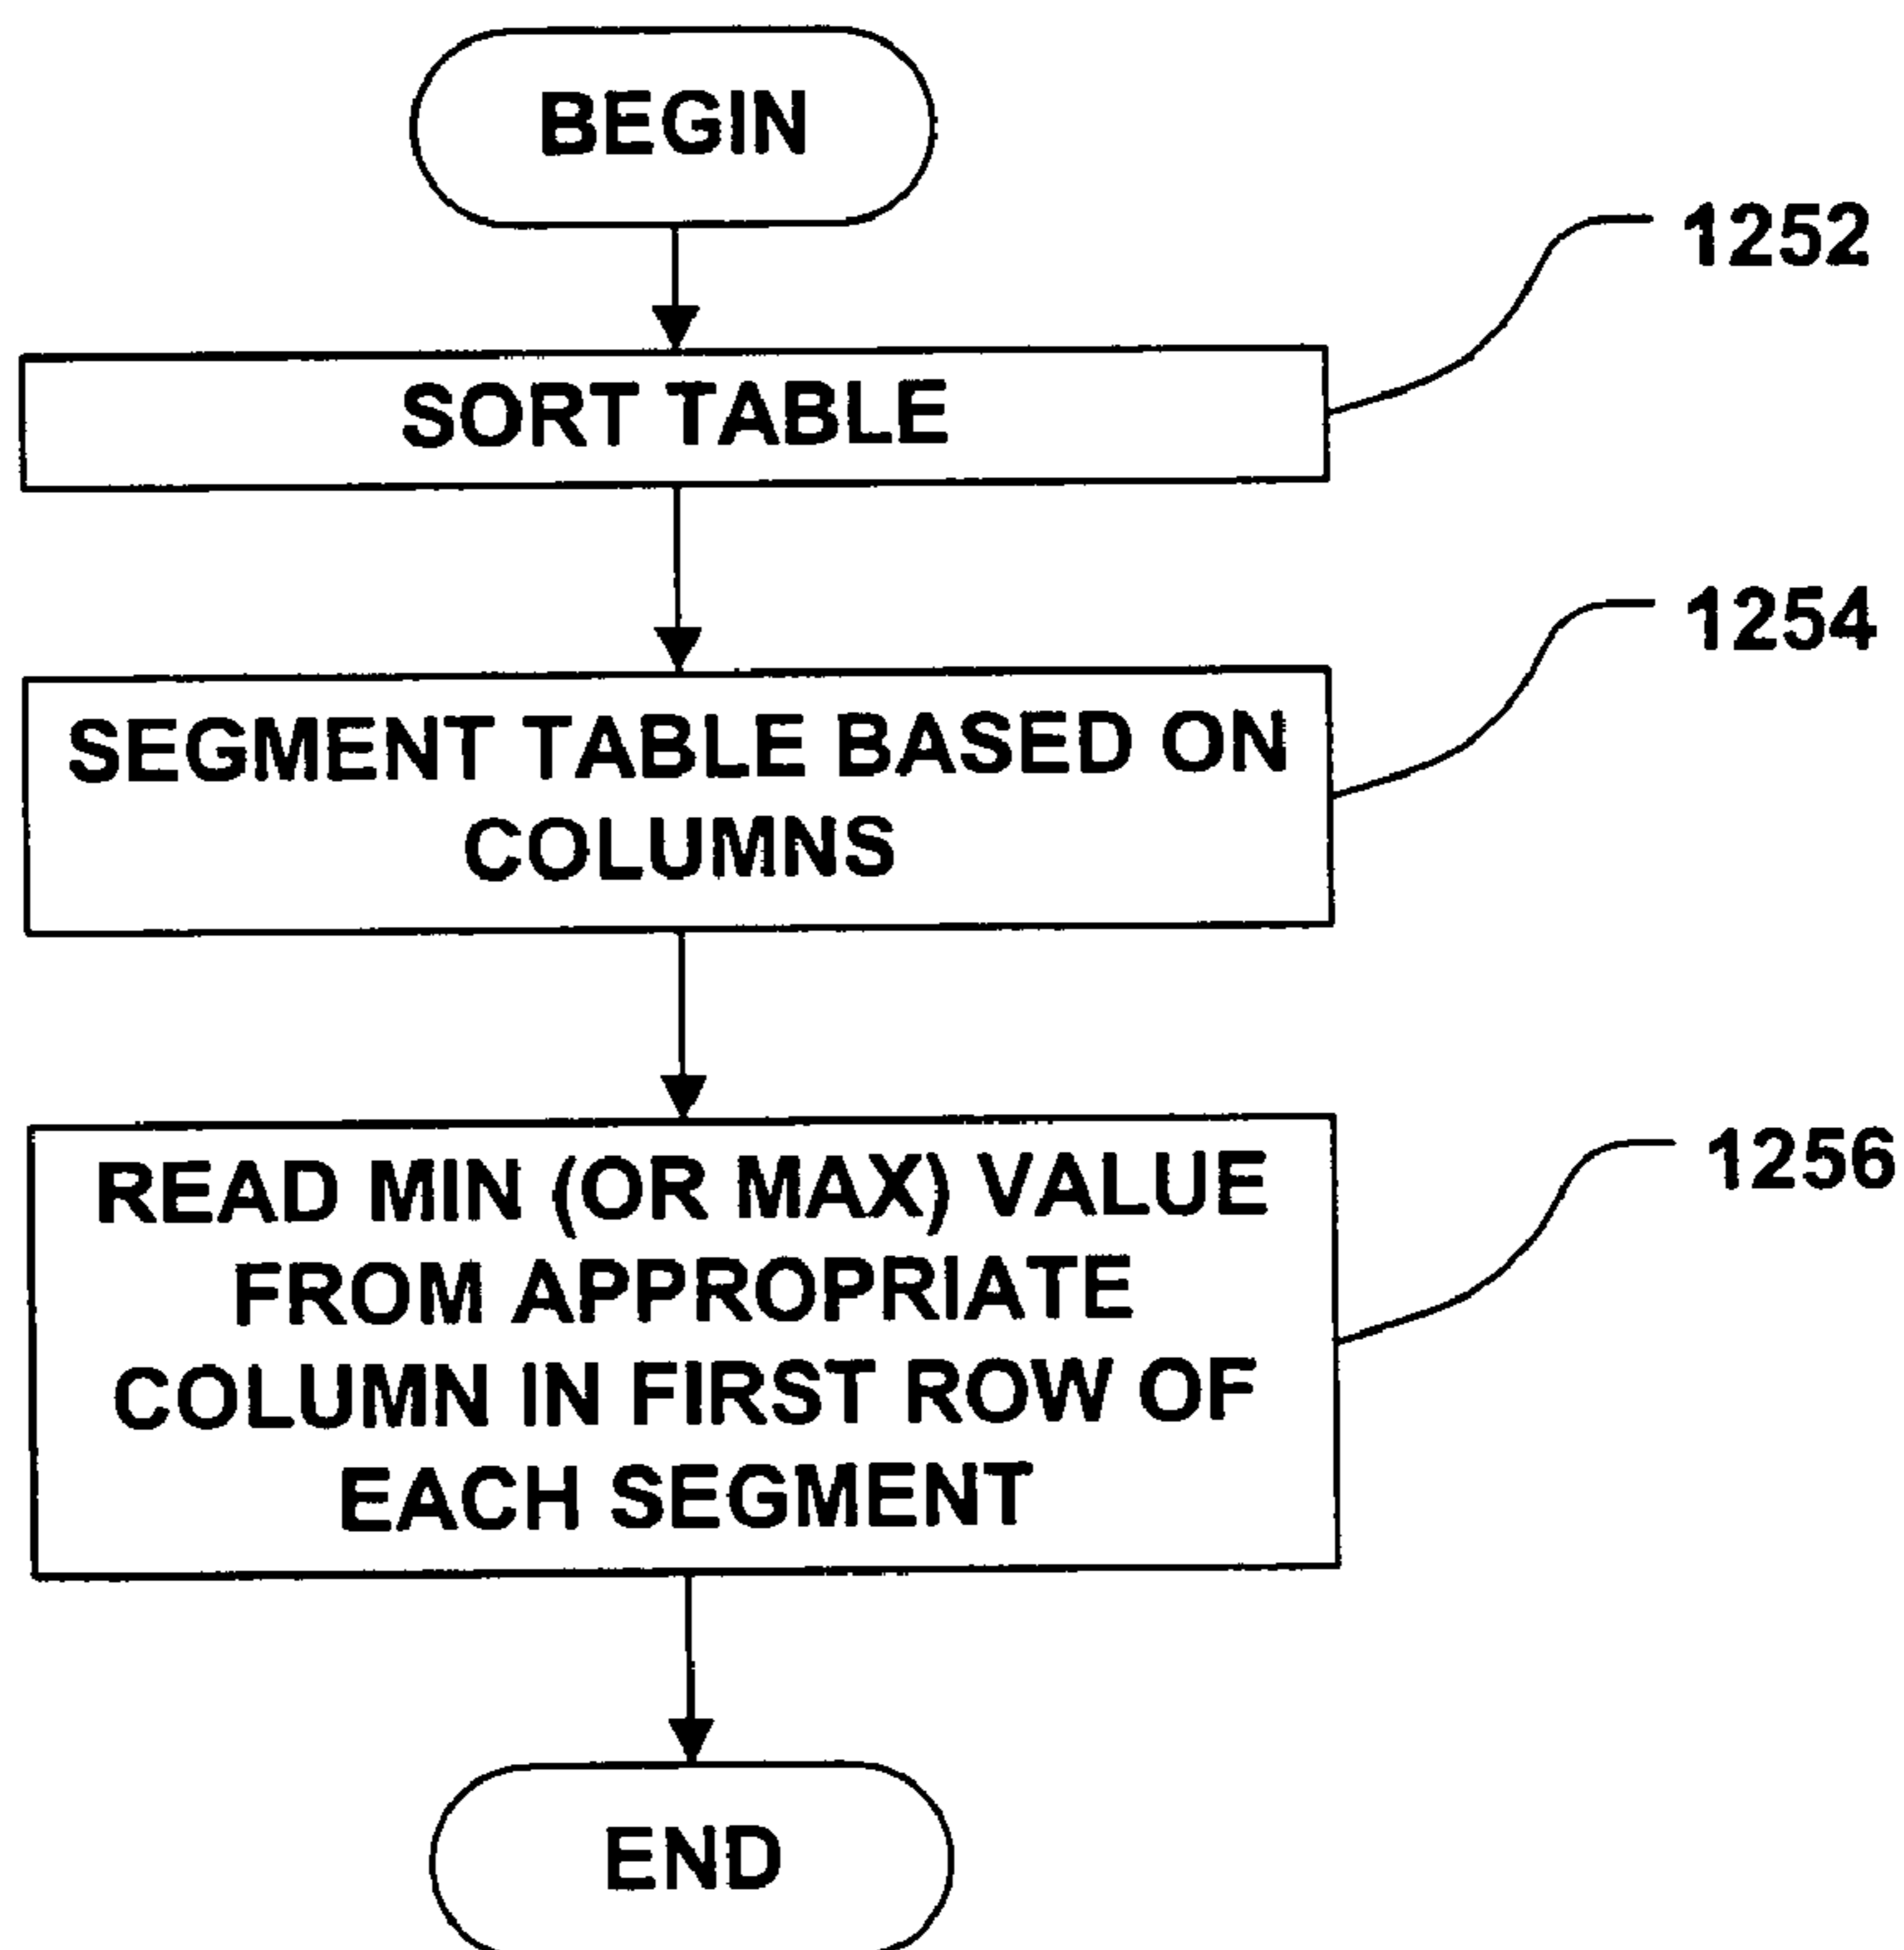 BEGIN
1252
SORT TABLE
1254
SEGMENT TABLE BASED ON
COLUMNS
1256
READ MIN (OR MAX) VALUE
FROM APPROPRIATE
COLUMN IN FIRST ROW OF
EACH SEGMENT
END